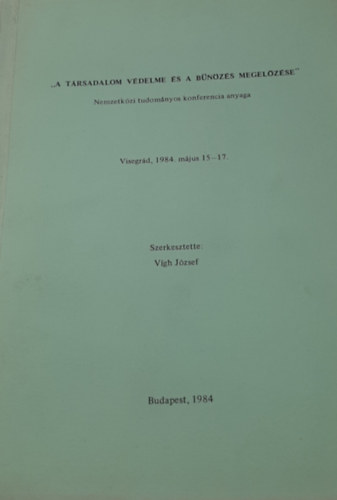 „A TÁRSADALOM VÉDELME ÉS A BŰNÖZÉS MEGELŐZÉSE"
Nemzetközi tudományos konferencia anyaga
Visegrád, 1984. május 15–17.
Szerkesztette:
Vigh József
Budapest, 1984